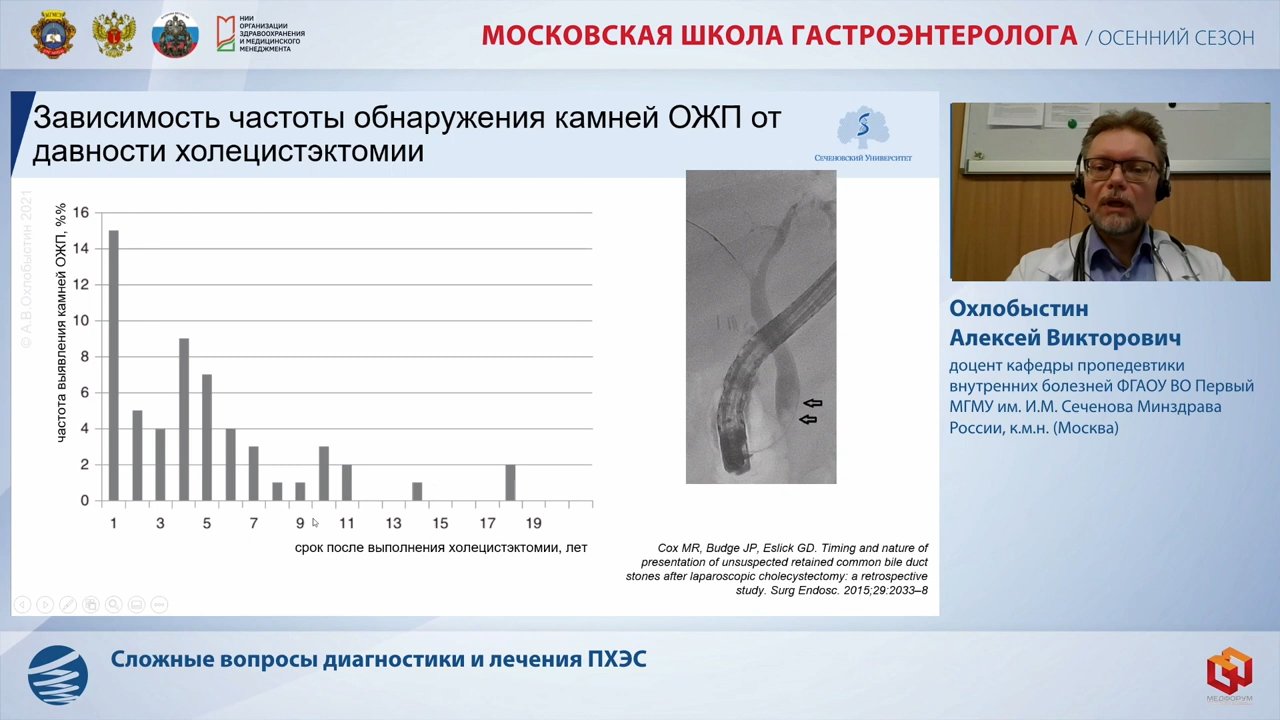 НИИ
ОРГАНИЗАЦИИ
ЗДРАВООХРАНЕНИЯ
И МЕДИЦИНСКОГО
МЕНЕДЖМЕНТА
МОСКОВСКАЯ ШКОЛА ГАСТРОЭНТЕРОЛОГА / ОСЕННИЙ СЕЗОН
Зависимость частоты обнаружения камней ОЖП от
давности холецистэктомии
СЕЧЕНОВСКИЙ УНИВЕРСИТЕТ
© А.В.Охлобыстин 2021
частота выявления камней ОЖП, %%
16
14
12
10
8
6
4
2
0
1 3 5 7 9 11 13 15 17 19
срок после выполнения холецистэктомии, лет
Cox MR, Budge JP, Eslick GD. Timing and nature of
presentation of unsuspected retained common bile duct
stones after laparoscopic cholecystectomy: a retrospective
study. Surg Endosc. 2015;29:2033–8
Охлобыстин
Алексей Викторович
доцент кафедры пропедевтики
внутренних болезней ФГАОУ ВО Первый
МГМУ им. И.М. Сеченова Минздрава
России, к.м.н. (Москва)
Сложные вопросы диагностики и лечения ПХЭС
МЕДФОРУМ